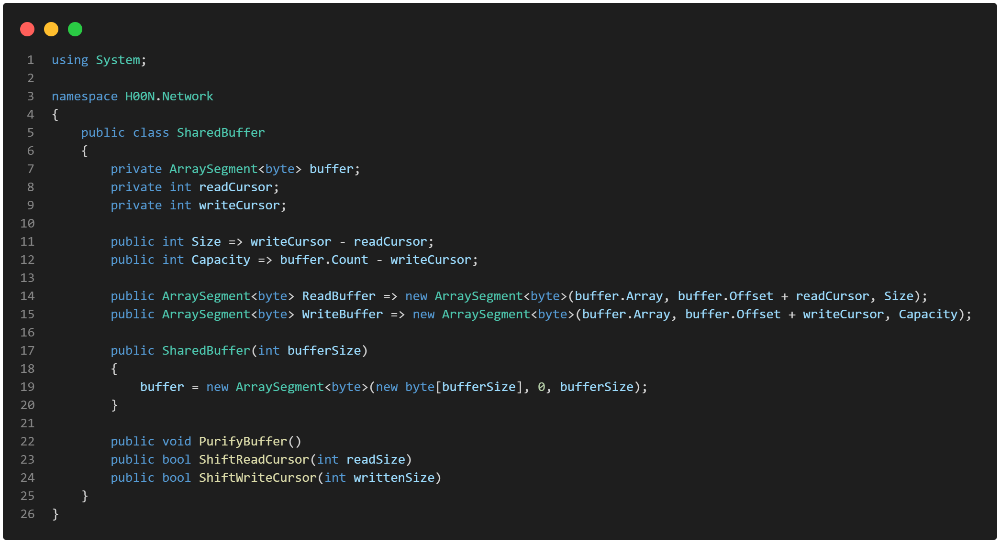 1 using System;
2
3 namespace H00N.Network
4 {
5     public class SharedBuffer
6     {
7         private ArraySegment<byte> buffer;
8         private int readCursor;
9         private int writeCursor;
10
11         public int Size => writeCursor - readCursor;
12         public int Capacity => buffer.Count - writeCursor;
13
14         public ArraySegment<byte> ReadBuffer => new ArraySegment<byte>(buffer.Array, buffer.Offset + readCursor, Size);
15         public ArraySegment<byte> WriteBuffer => new ArraySegment<byte>(buffer.Array, buffer.Offset + writeCursor, Capacity);
16
17         public SharedBuffer(int bufferSize)
18         {
19             buffer = new ArraySegment<byte>(new byte[bufferSize], 0, bufferSize);
20         }
21
22         public void PurifyBuffer()
23         public bool ShiftReadCursor(int readSize)
24         public bool ShiftWriteCursor(int writtenSize)
25     }
26 }